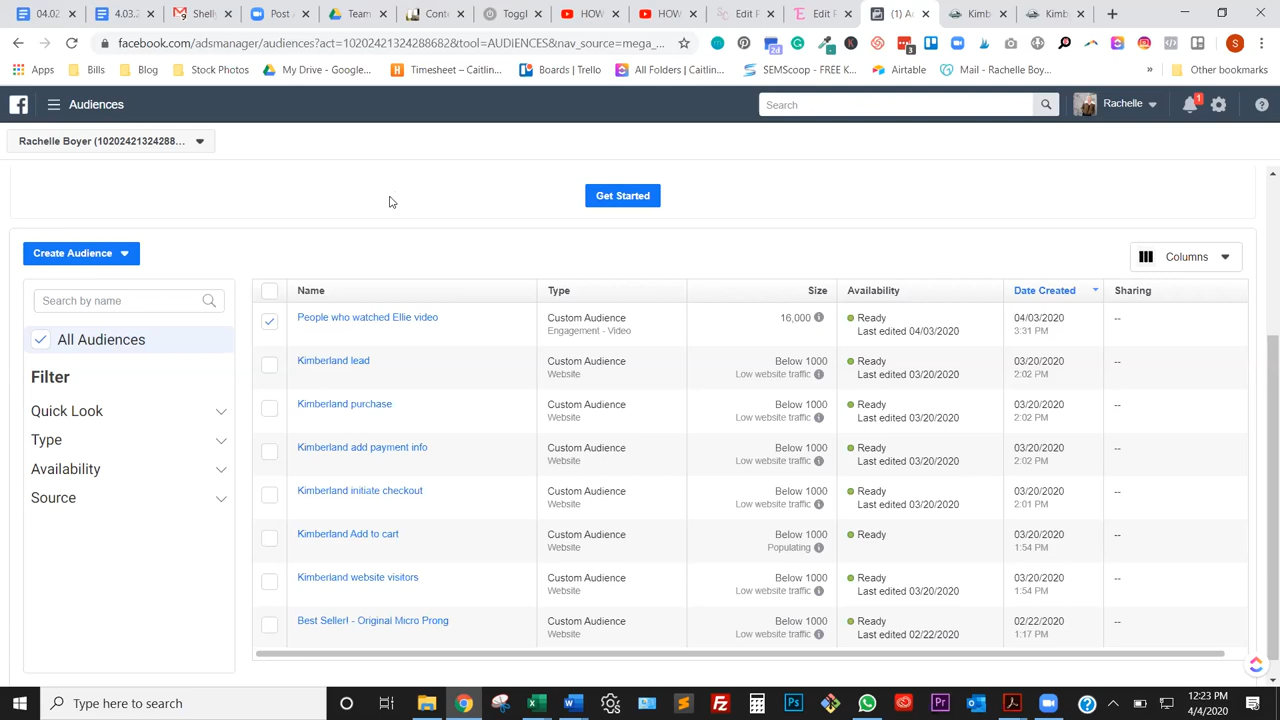 04.02
4.03.2
Shelly
Post
Team
Conte
Toggl
HOW
HOW
Edit P
Edit P
(1) A
Kimb
Kimb
facebook.com/adsmanager/audiences?act=10202421324288682&tool=AUDIENCES&nav_source=mega_...
2d
3
S
Apps
Bills
Blog
Stock Photos
My Drive - Google...
Timesheet – Caitlin...
Boards | Trello
All Folders | Caitlin...
SEMScoop - FREE K...
Airtable
Mail - Rachelle Boy...
»
Other bookmarks
Audiences
Search
Rachelle
1
Rachelle Boyer (10202421324288...
Get Started
Create Audience
Columns
Search by name
All Audiences
Filter
Quick Look
Type
Availability
Source
Name Type Size Availability Date Created Sharing
People who watched Ellie video Custom Audience 16,000 Ready 04/03/2020 --
Engagement - Video Last edited 04/03/2020 3:31 PM
Kimberland lead Custom Audience Below 1000 Ready 03/20/2020 --
Website Low website traffic Last edited 03/20/2020 2:02 PM
Kimberland purchase Custom Audience Below 1000 Ready 03/20/2020 --
Website Low website traffic Last edited 03/20/2020 2:02 PM
Kimberland add payment info Custom Audience Below 1000 Ready 03/20/2020 --
Website Low website traffic Last edited 03/20/2020 2:02 PM
Kimberland initiate checkout Custom Audience Below 1000 Ready 03/20/2020 --
Website Low website traffic Last edited 03/20/2020 2:01 PM
Kimberland Add to cart Custom Audience Below 1000 Ready 03/20/2020 --
Website Populating 1:54 PM
Kimberland website visitors Custom Audience Below 1000 Ready 03/20/2020 --
Website Low website traffic Last edited 03/20/2020 1:54 PM
Best Seller! - Original Micro Prong Custom Audience Below 1000 Ready 02/22/2020 --
Website Low website traffic Last edited 02/22/2020 1:17 PM
Type here to search
12:23 PM
4/4/2020